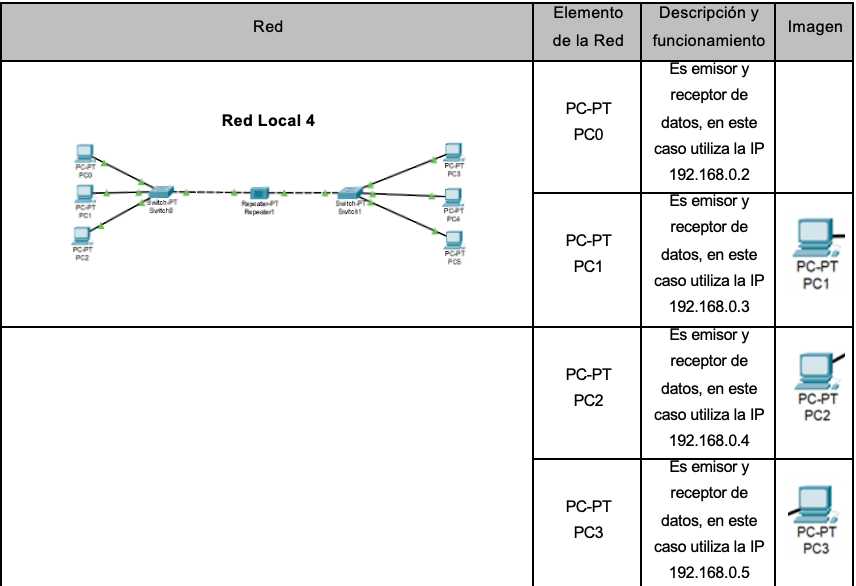 Red
Elemento
de la Red
Descripción y
funcionamiento
Imagen
Red Local 4
PC-PT
PC0
PC-PT
PC1
PC-PT
PC2
Switch-PT
Switch0
Repeater-PT
Repeater1
Switch-PT
Switch1
PC-PT
PC3
PC-PT
PC4
PC-PT
PC5
PC-PT
PC0
Es emisor y
receptor de
datos, en este
caso utiliza la IP
192.168.0.2
PC-PT
PC1
Es emisor y
receptor de
datos, en este
caso utiliza la IP
192.168.0.3
PC-PT
PC1
PC-PT
PC2
Es emisor y
receptor de
datos, en este
caso utiliza la IP
192.168.0.4
PC-PT
PC2
PC-PT
PC3
Es emisor y
receptor de
datos, en este
caso utiliza la IP
192.168.0.5
PC-PT
PC3